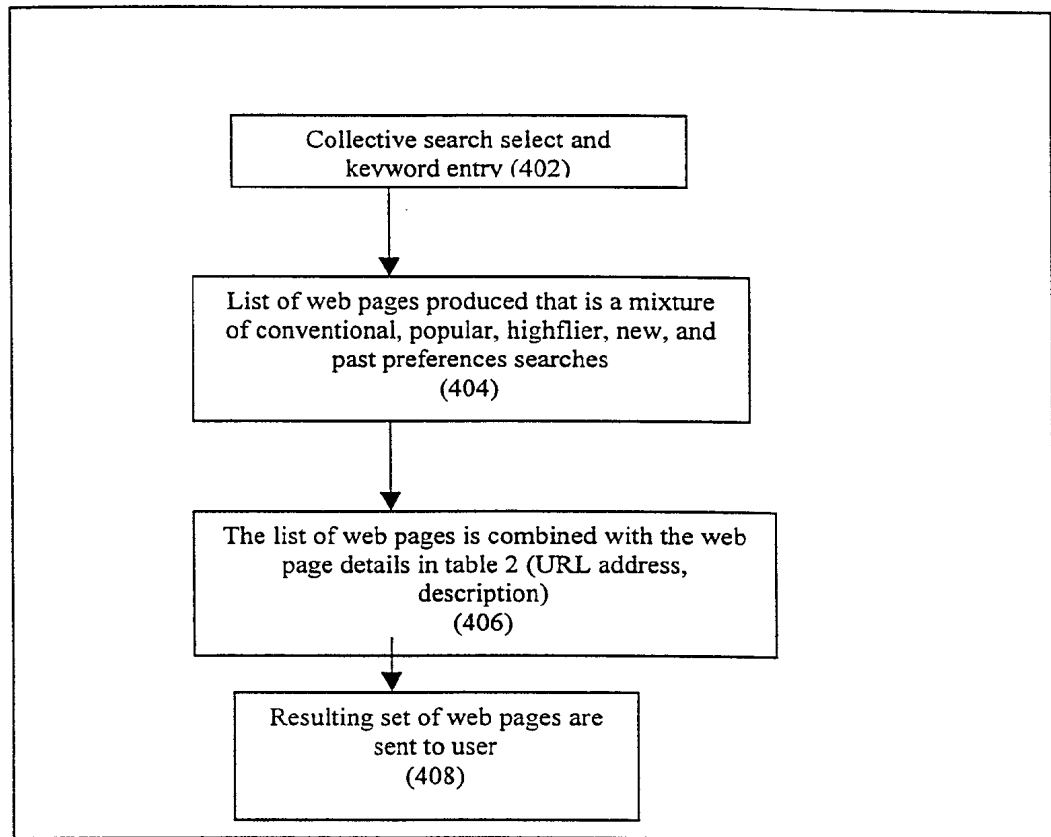 Collective search select and
keyword entry (402)
List of web pages produced that is a mixture
of conventional, popular, highflier, new, and
past preferences searches
(404)
The list of web pages is combined with the web
page details in table 2 (URL address,
description)
(406)
Resulting set of web pages are
sent to user
(408)